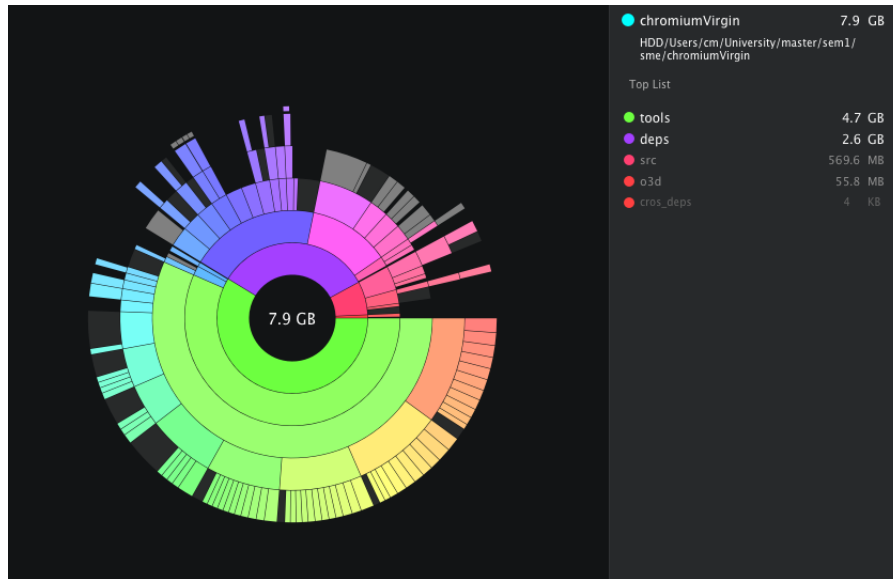 7.9 GB
chromiumVirgin 7.9 GB
HDD/Users/cm/University/master/sem1/
sme/chromiumVirgin
Top List
tools 4.7 GB
deps 2.6 GB
src 569.6 MB
o3d 55.8 MB
cros_deps 4 KB